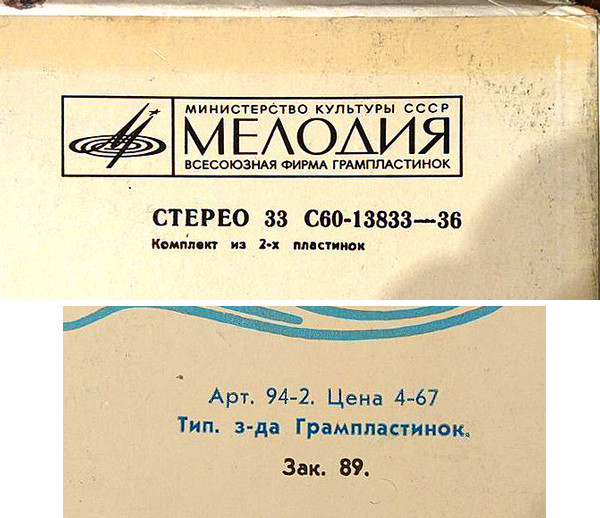 МИНИСТЕРСТВО КУЛЬТУРЫ СССР
МЕЛОДИЯ
ВСЕСОЮЗНАЯ ФИРМА ГРАМПЛАСТИНОК
СТЕРЕО 33 С60-13833—36
Комплект из 2-х пластинок
Арт. 94-2. Цена 4-67
Тип. з-да Грампластинок.
Зак. 89.